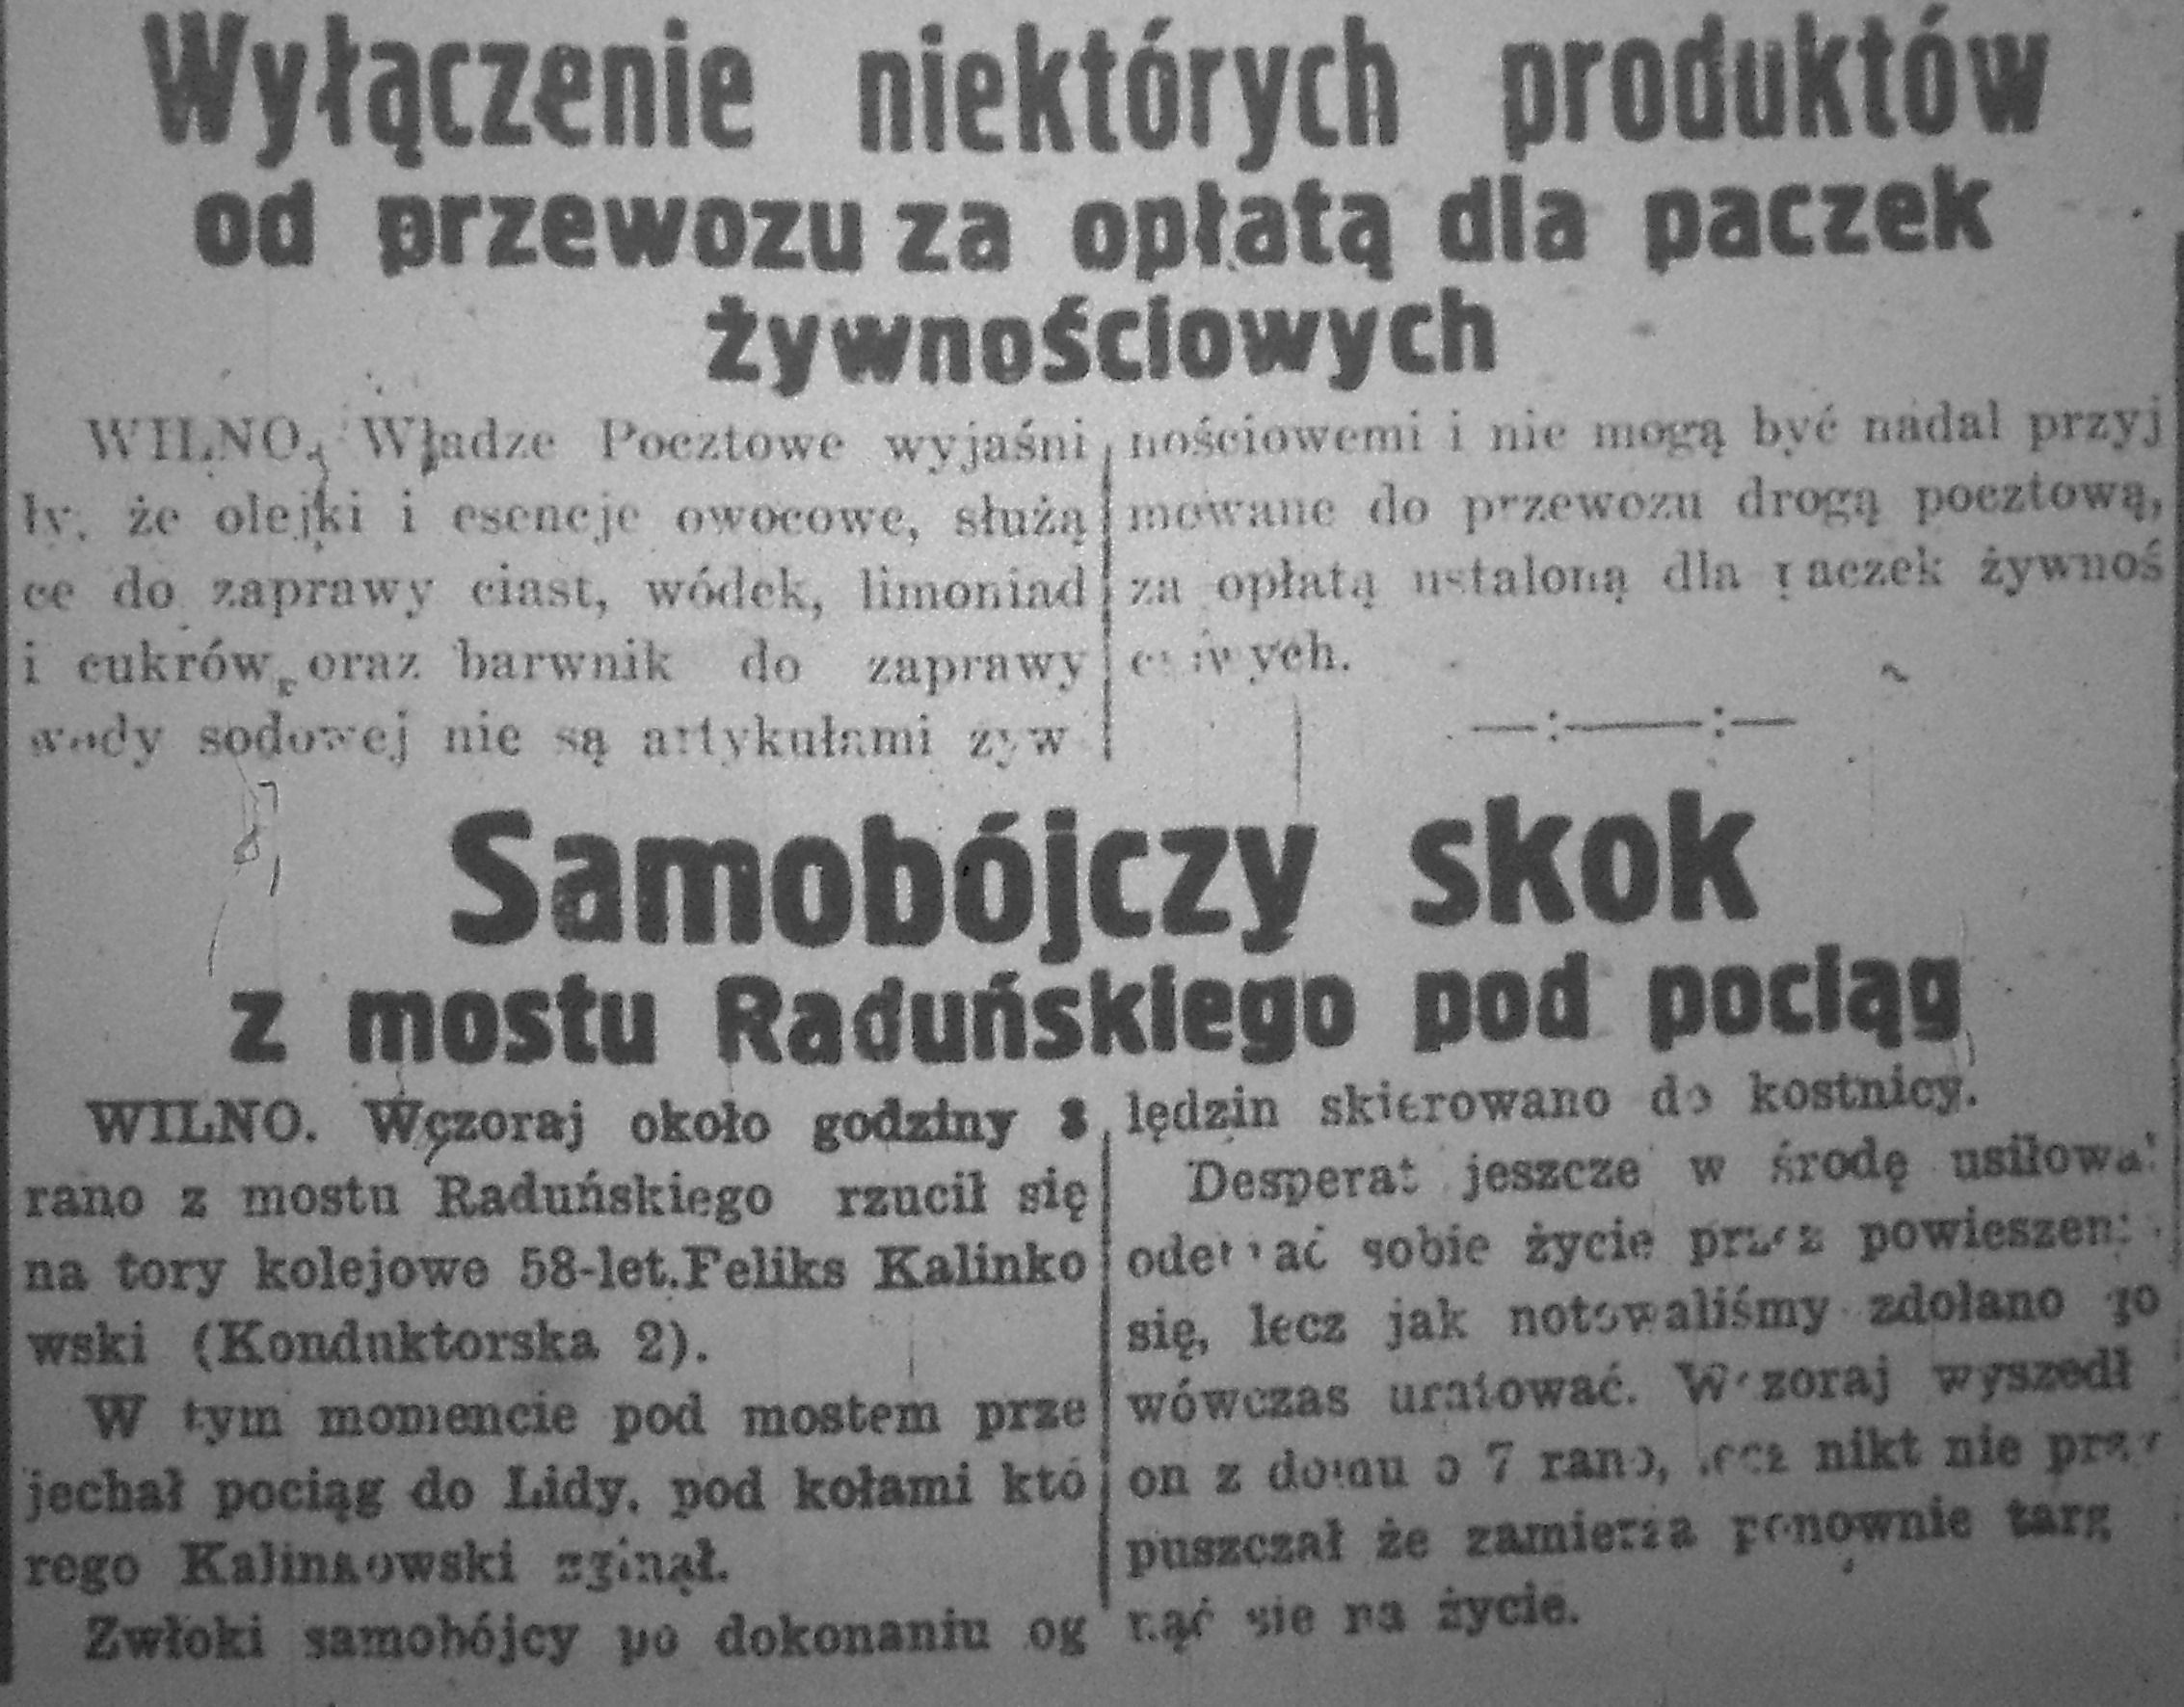 Wyłączenie niektórych produktów
od przewozu za opłatą dla paczek
żywnościowych
WILNO. Władze Pocztowe wyjaśni
ły, że olejki i esencje owocowe, służą
ce do zaprawy ciast, wódek, limoniad
i cukrów, oraz barwnik do zaprawy
wody sodowej nie są artykułami żyw
nościowemi i nie mogą być nadal przyj
mowane do przewozu drogą pocztową,
za opłatą ustaloną dla paczek żywnoś
ciowych.
—:——:—
Samobójczy skok
z mostu Raduńskiego pod pociąg
WILNO. Wczoraj około godziny 8
rano z mostu Raduńskiego rzucił się
na tory kolejowe 58-let. Feliks Kalinko
wski (Konduktorska 2).
W tym momencie pod mostem prze
jechał pociąg do Lidy, pod kołami któ
rego Kalinkowski zginął.
Zwłoki samobójcy po dokonaniu og
lędzin skierowano do kostnicy.
Desperat jeszcze w środę usiłował
odebrać sobie życie przez powieszeni
się, lecz jak notowaliśmy zdołano go
wówczas uratować. Wczoraj wyszedł
on z domu o 7 rano, lecz nikt nie przy
puszczał że zamierza ponownie targ
nąć się na życie.